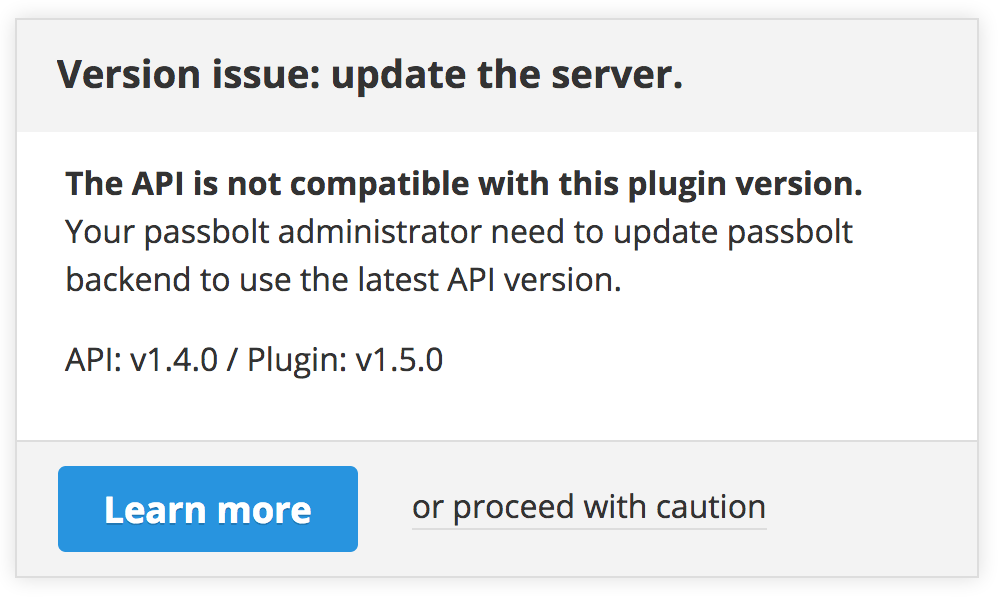 Version issue: update the server.
The API is not compatible with this plugin version.
Your passbolt administrator need to update passbolt
backend to use the latest API version.
API: v1.4.0 / Plugin: v1.5.0
Learn more
or proceed with caution